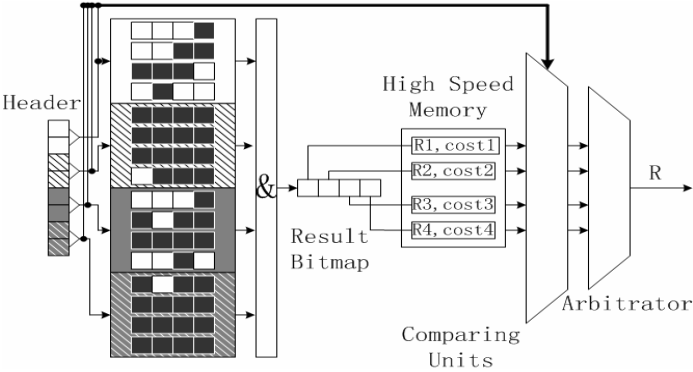 Header
&
Result
Bitmap
High Speed
Memory
R1,cost1
R2,cost2
R3,cost3
R4,cost4
Comparing
Units
Arbitrator
R